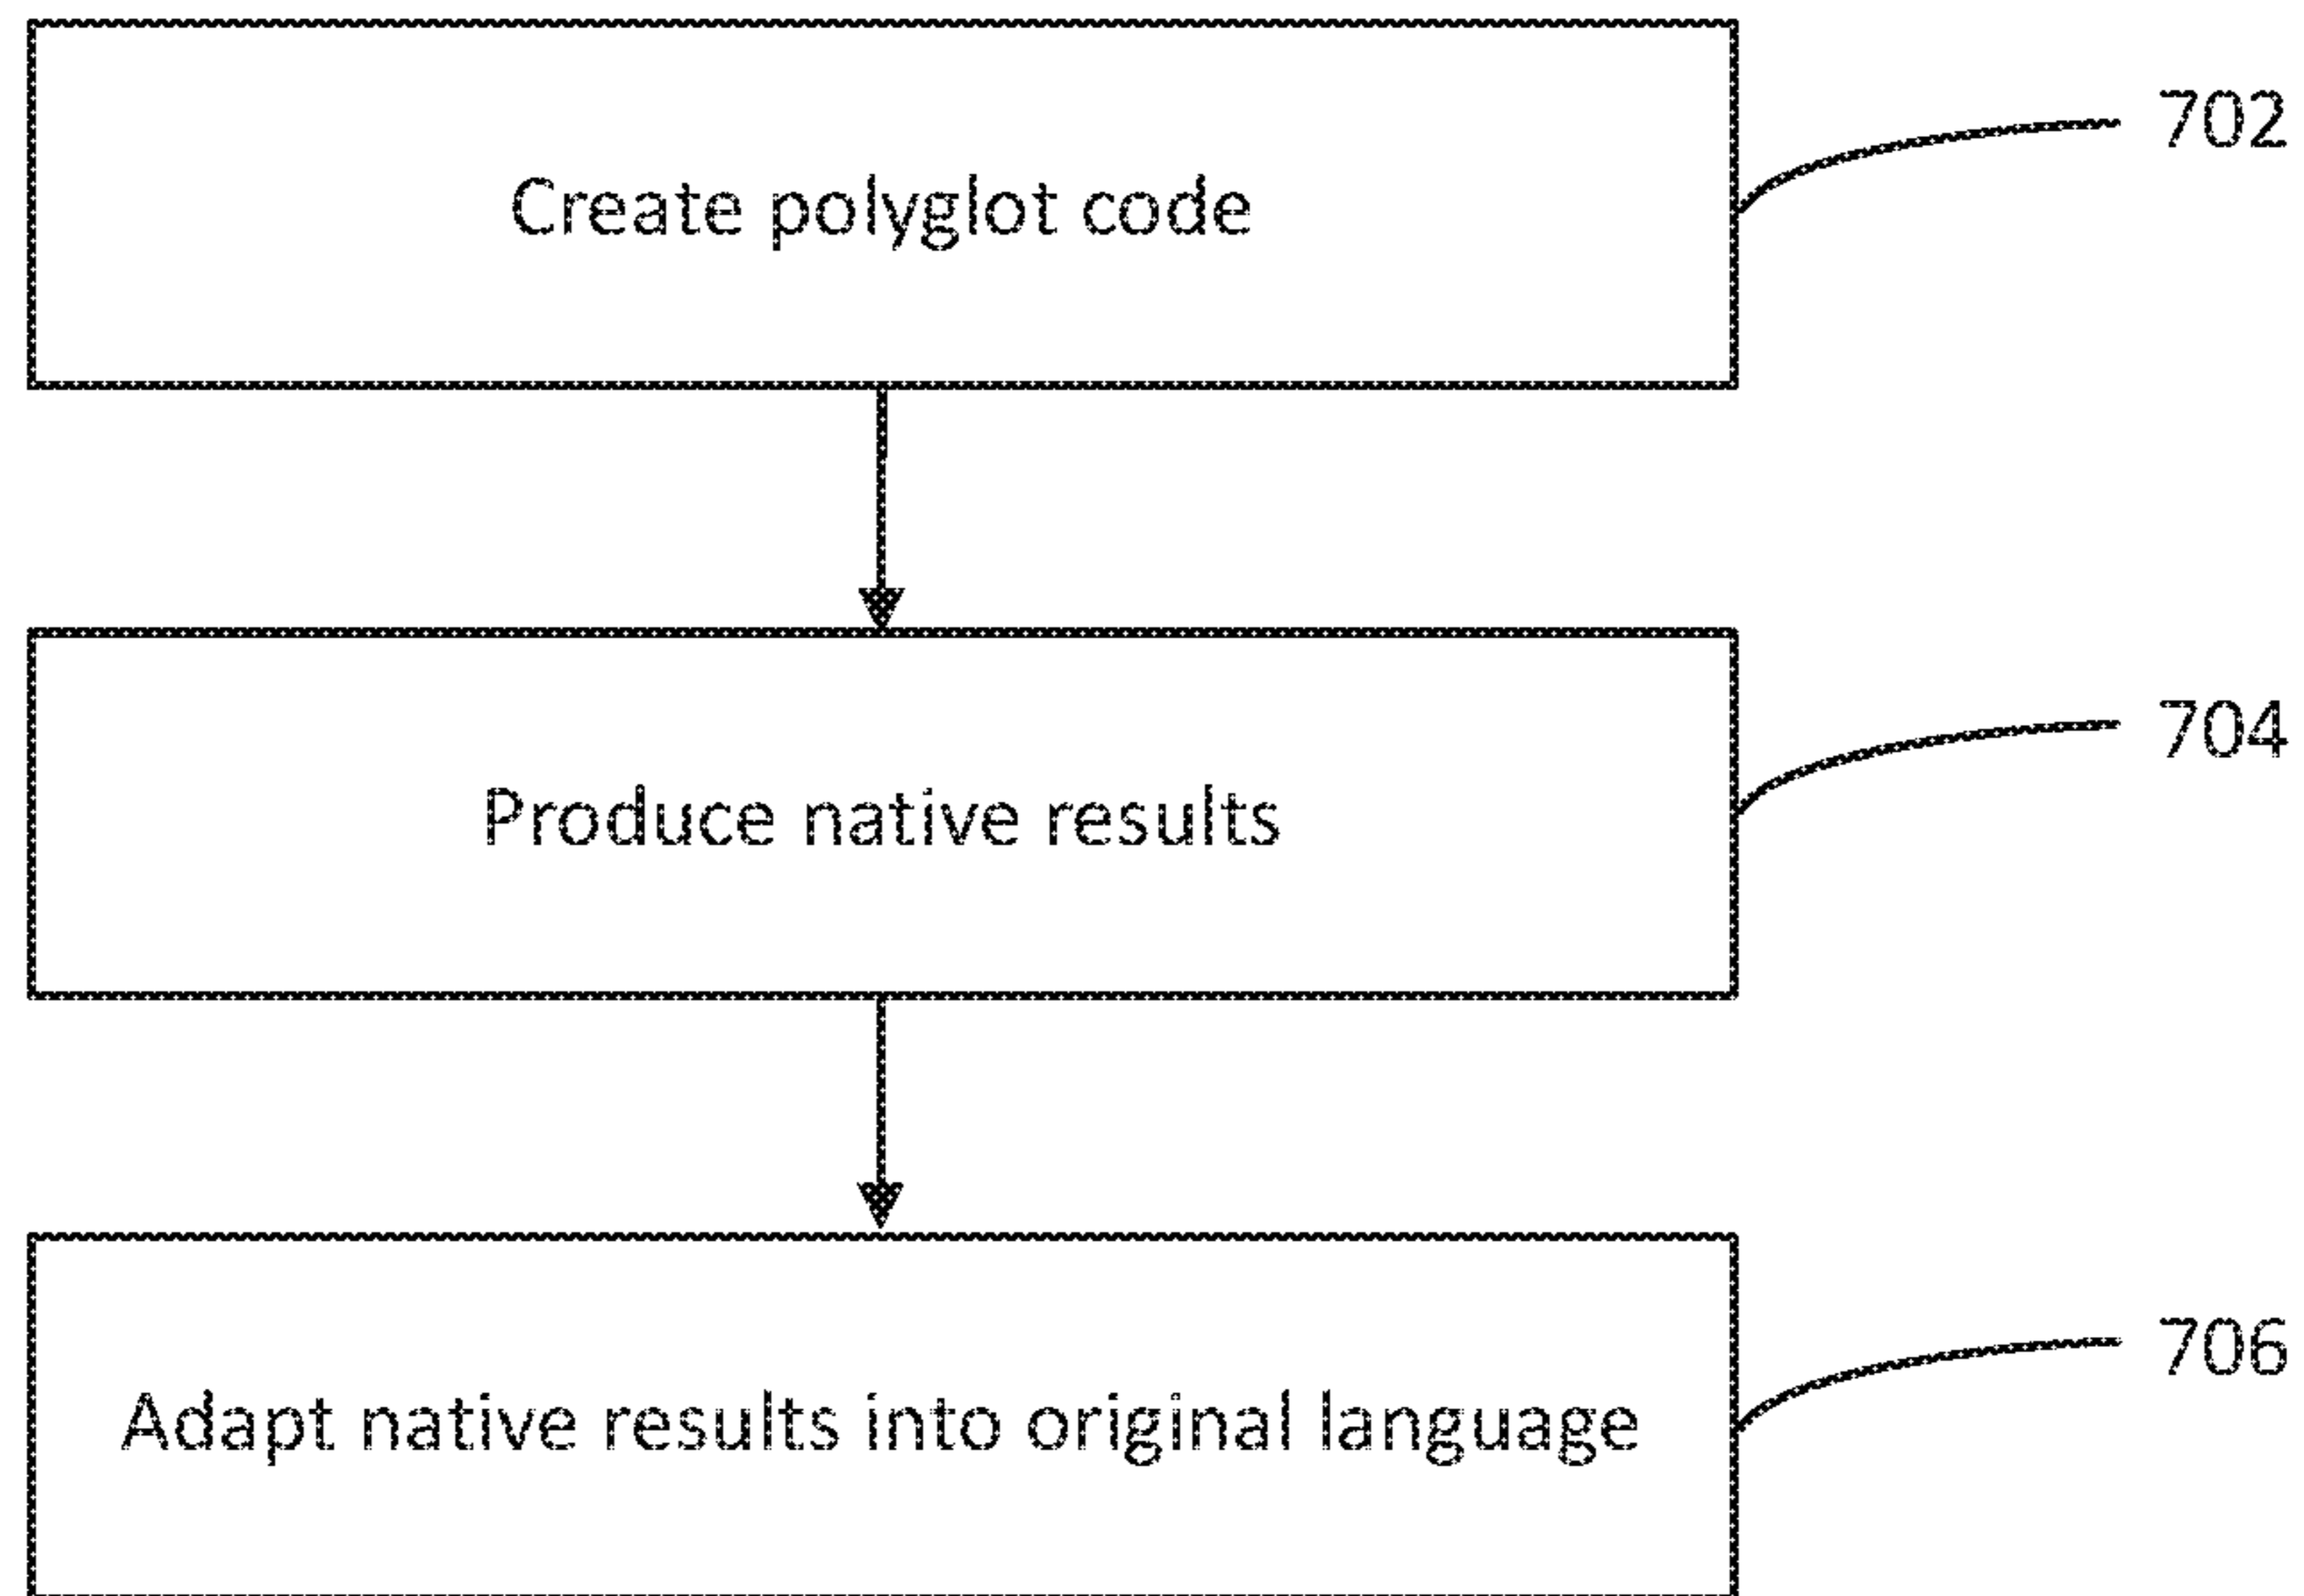 Create polyglot code
702
Produce native results
704
Adapt native results into original language
706